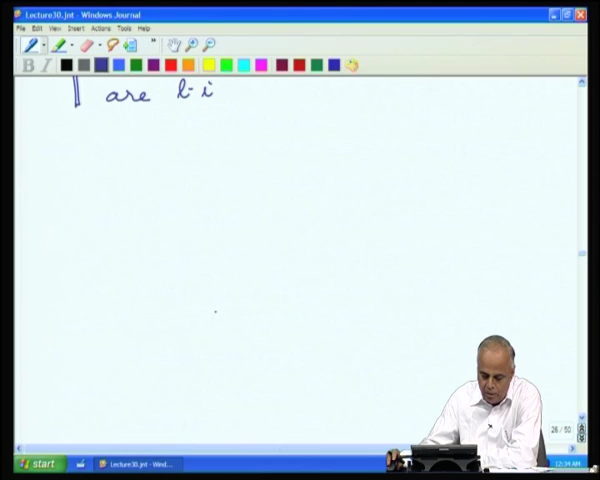 Lecture30.jnt - Windows Journal
File Edit View Insert Actions Tools Help
B I
are l-i
26 / 50
start
Lecture30.jnt - Wind...
12:34 AM